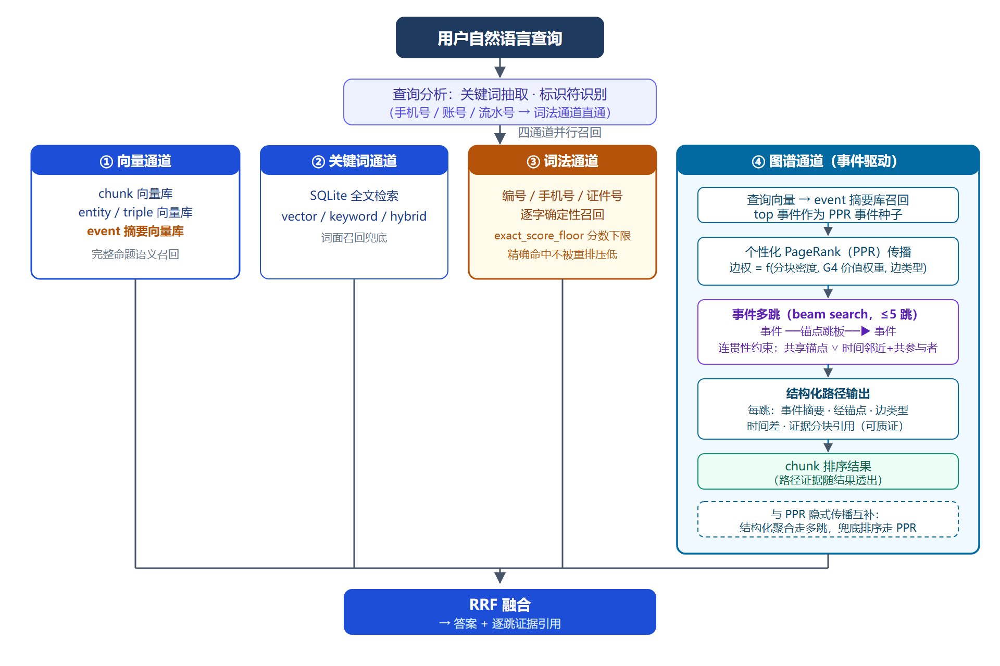 用户自然语言查询
查询分析：关键词抽取 · 标识符识别
（手机号 / 账号 / 流水号 → 词法通道直通）
四通道并行召回
① 向量通道
chunk 向量库
entity / triple 向量库
event 摘要向量库
完整命题语义召回
② 关键词通道
SQLite 全文检索
vector / keyword / hybrid
词面召回兜底
③ 词法通道
编号 / 手机号 / 证件号
逐字确定性召回
exact_score_floor 分数下限
精确命中不被重排压低
④ 图谱通道（事件驱动）
查询向量 → event 摘要库召回
top 事件作为 PPR 事件种子
个性化 PageRank（PPR）传播
边权 = f(分块密度, G4 价值权重, 边类型)
事件多跳（beam search，≤5 跳）
事件 ──锚点跳板──▶ 事件
连贯性约束：共享锚点 ∨ 时间邻近+共参与者
结构化路径输出
每跳：事件摘要 · 经锚点 · 边类型
时间差 · 证据分块引用（可质证）
chunk 排序结果
（路径证据随结果透出）
与 PPR 隐式传播互补：
结构化聚合走多跳，兜底排序走 PPR
RRF 融合
→ 答案 + 逐跳证据引用